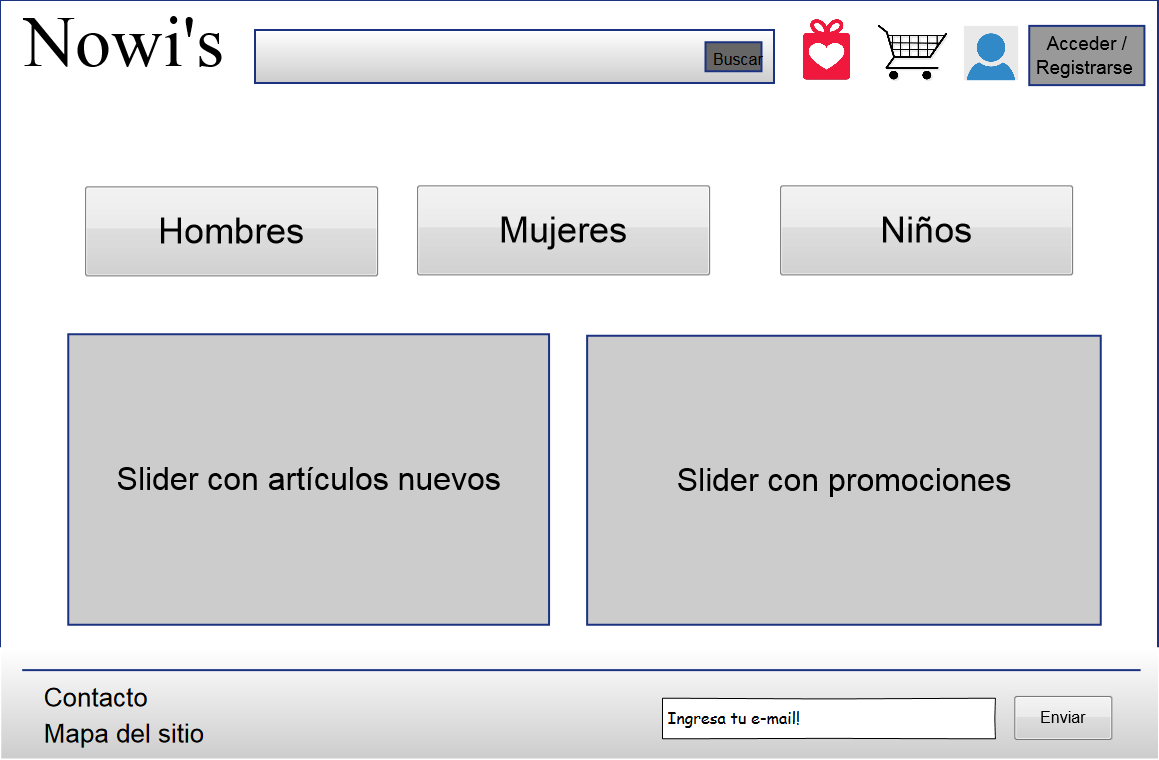 Nowi's
Buscar
Acceder /
Registrarse
Hombres
Mujeres
Niños
Slider con artículos nuevos
Slider con promociones
Contacto
Mapa del sitio
Ingresa tu e-mail!
Enviar